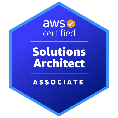 aws
certified
Solutions
Architect
ASSOCIATE